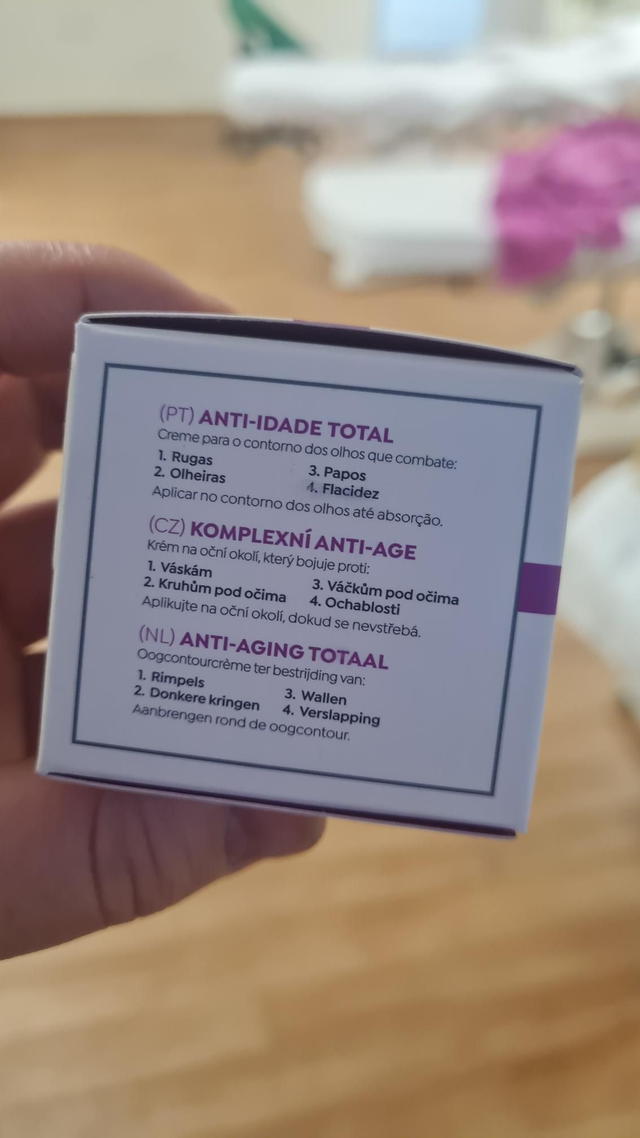 (PT) ANTI-IDADE TOTAL
Creme para o contorno dos olhos que combate:
1. Rugas
2. Olheiras
3. Papos
4. Flacidez
Aplicar no contorno dos olhos até absorção.
(CZ) KOMPLEXNÍ ANTI-AGE
Krém na oční okolí, který bojuje proti:
1. Váskám
2. Kruhům pod očima
3. Váčkům pod očima
4. Ochablosti
Aplikujte na oční okolí, dokud se nevstřebá.
(NL) ANTI-AGING TOTAAL
Oogcontourcrème ter bestrijding van:
1. Rimpels
2. Donkere kringen
3. Wallen
4. Verslapping
Aanbrengen rond de oogcontour.